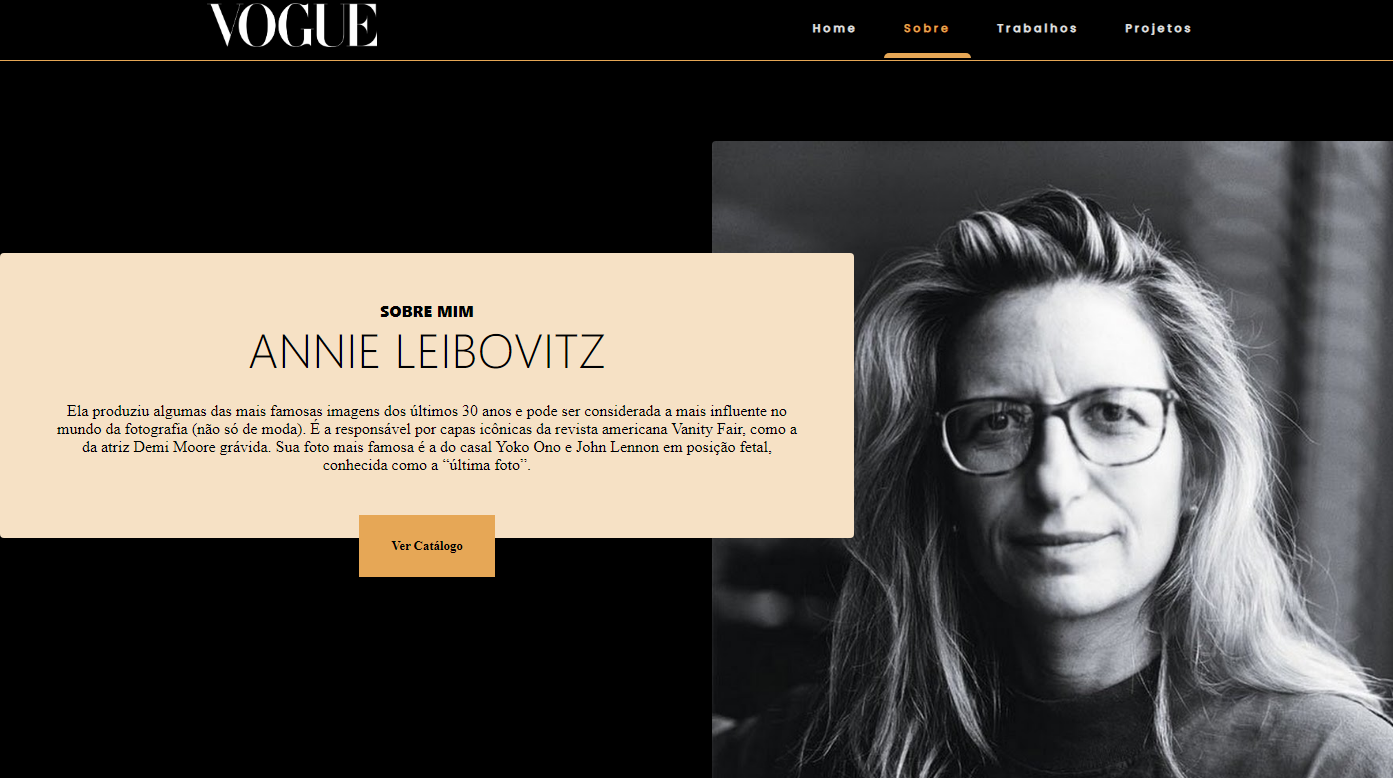 VOGUE
Home Sobre Trabalhos Projetos
SOBRE MIM
ANNIE LEIBOVITZ
Ela produziu algumas das mais famosas imagens dos últimos 30 anos e pode ser considerada a mais influente no
mundo da fotografia (não só de moda). É a responsável por capas icônicas da revista americana Vanity Fair, como a
da atriz Demi Moore grávida. Sua foto mais famosa é a do casal Yoko Ono e John Lennon em posição fetal,
conhecida como a “última foto”.
Ver Catálogo